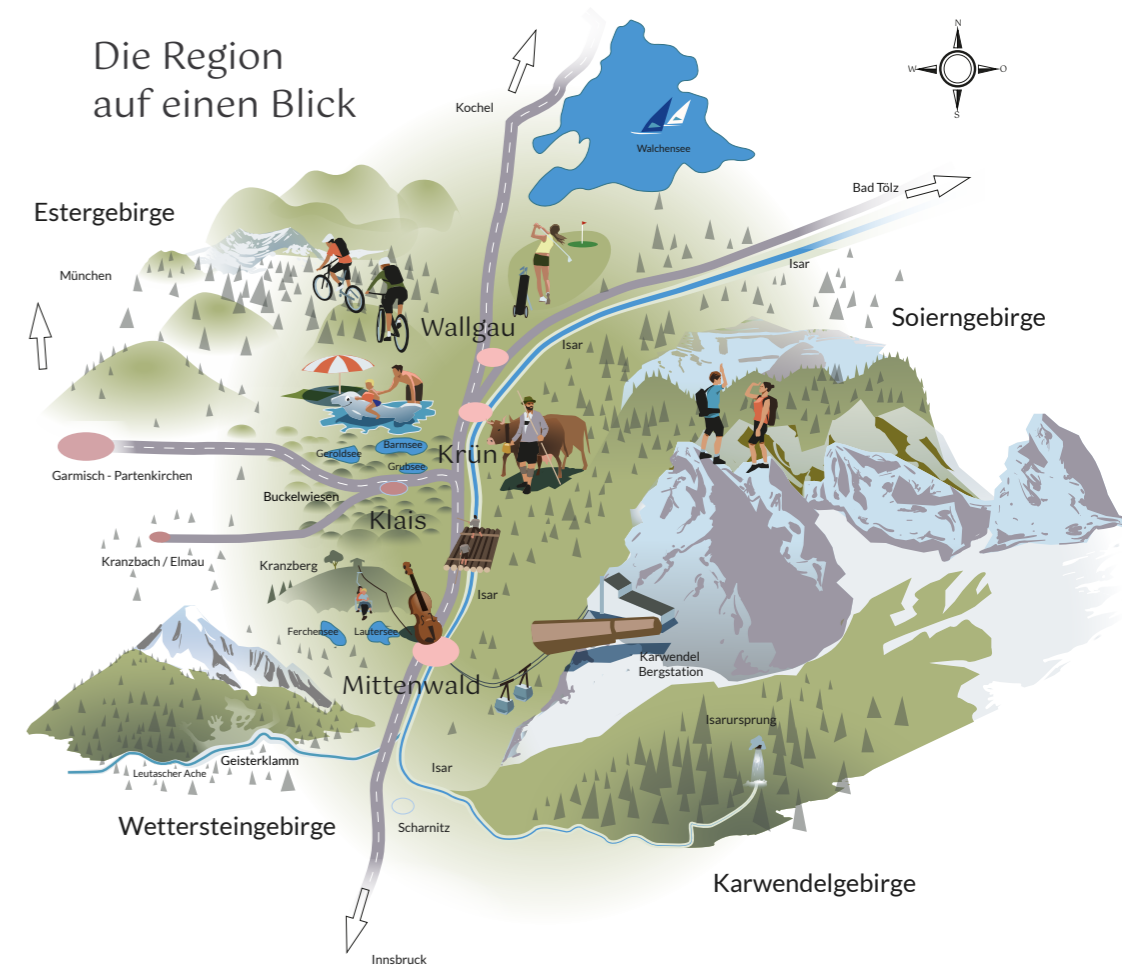 Die Region
auf einen Blick
N
W
O
S
Kochel
Walchensee
Bad Tölz
Estergebirge
Isar
München
Soierngebirge
Wallgau
Isar
Barmsee
Geroldsee
Krün
Grubsee
Garmisch - Partenkirchen
Buckelwiesen
Klais
Kranzbach / Elmau
Kranzberg
Isar
Ferchensee
Lautersee
Karwendel
Bergstation
Mittenwald
Isarursprung
Geisterklamm
Isar
Leutascher Ache
Wettersteingebirge
Scharnitz
Karwendelgebirge
Innsbruck